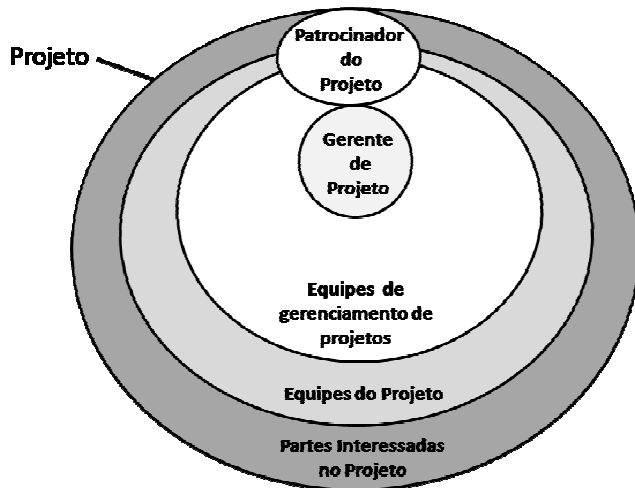 Projeto
Patrocinador
do
Projeto
Gerente
de
Projeto
Equipes de
gerenciamento de
projetos
Equipes do Projeto
Partes Interessadas
no Projeto